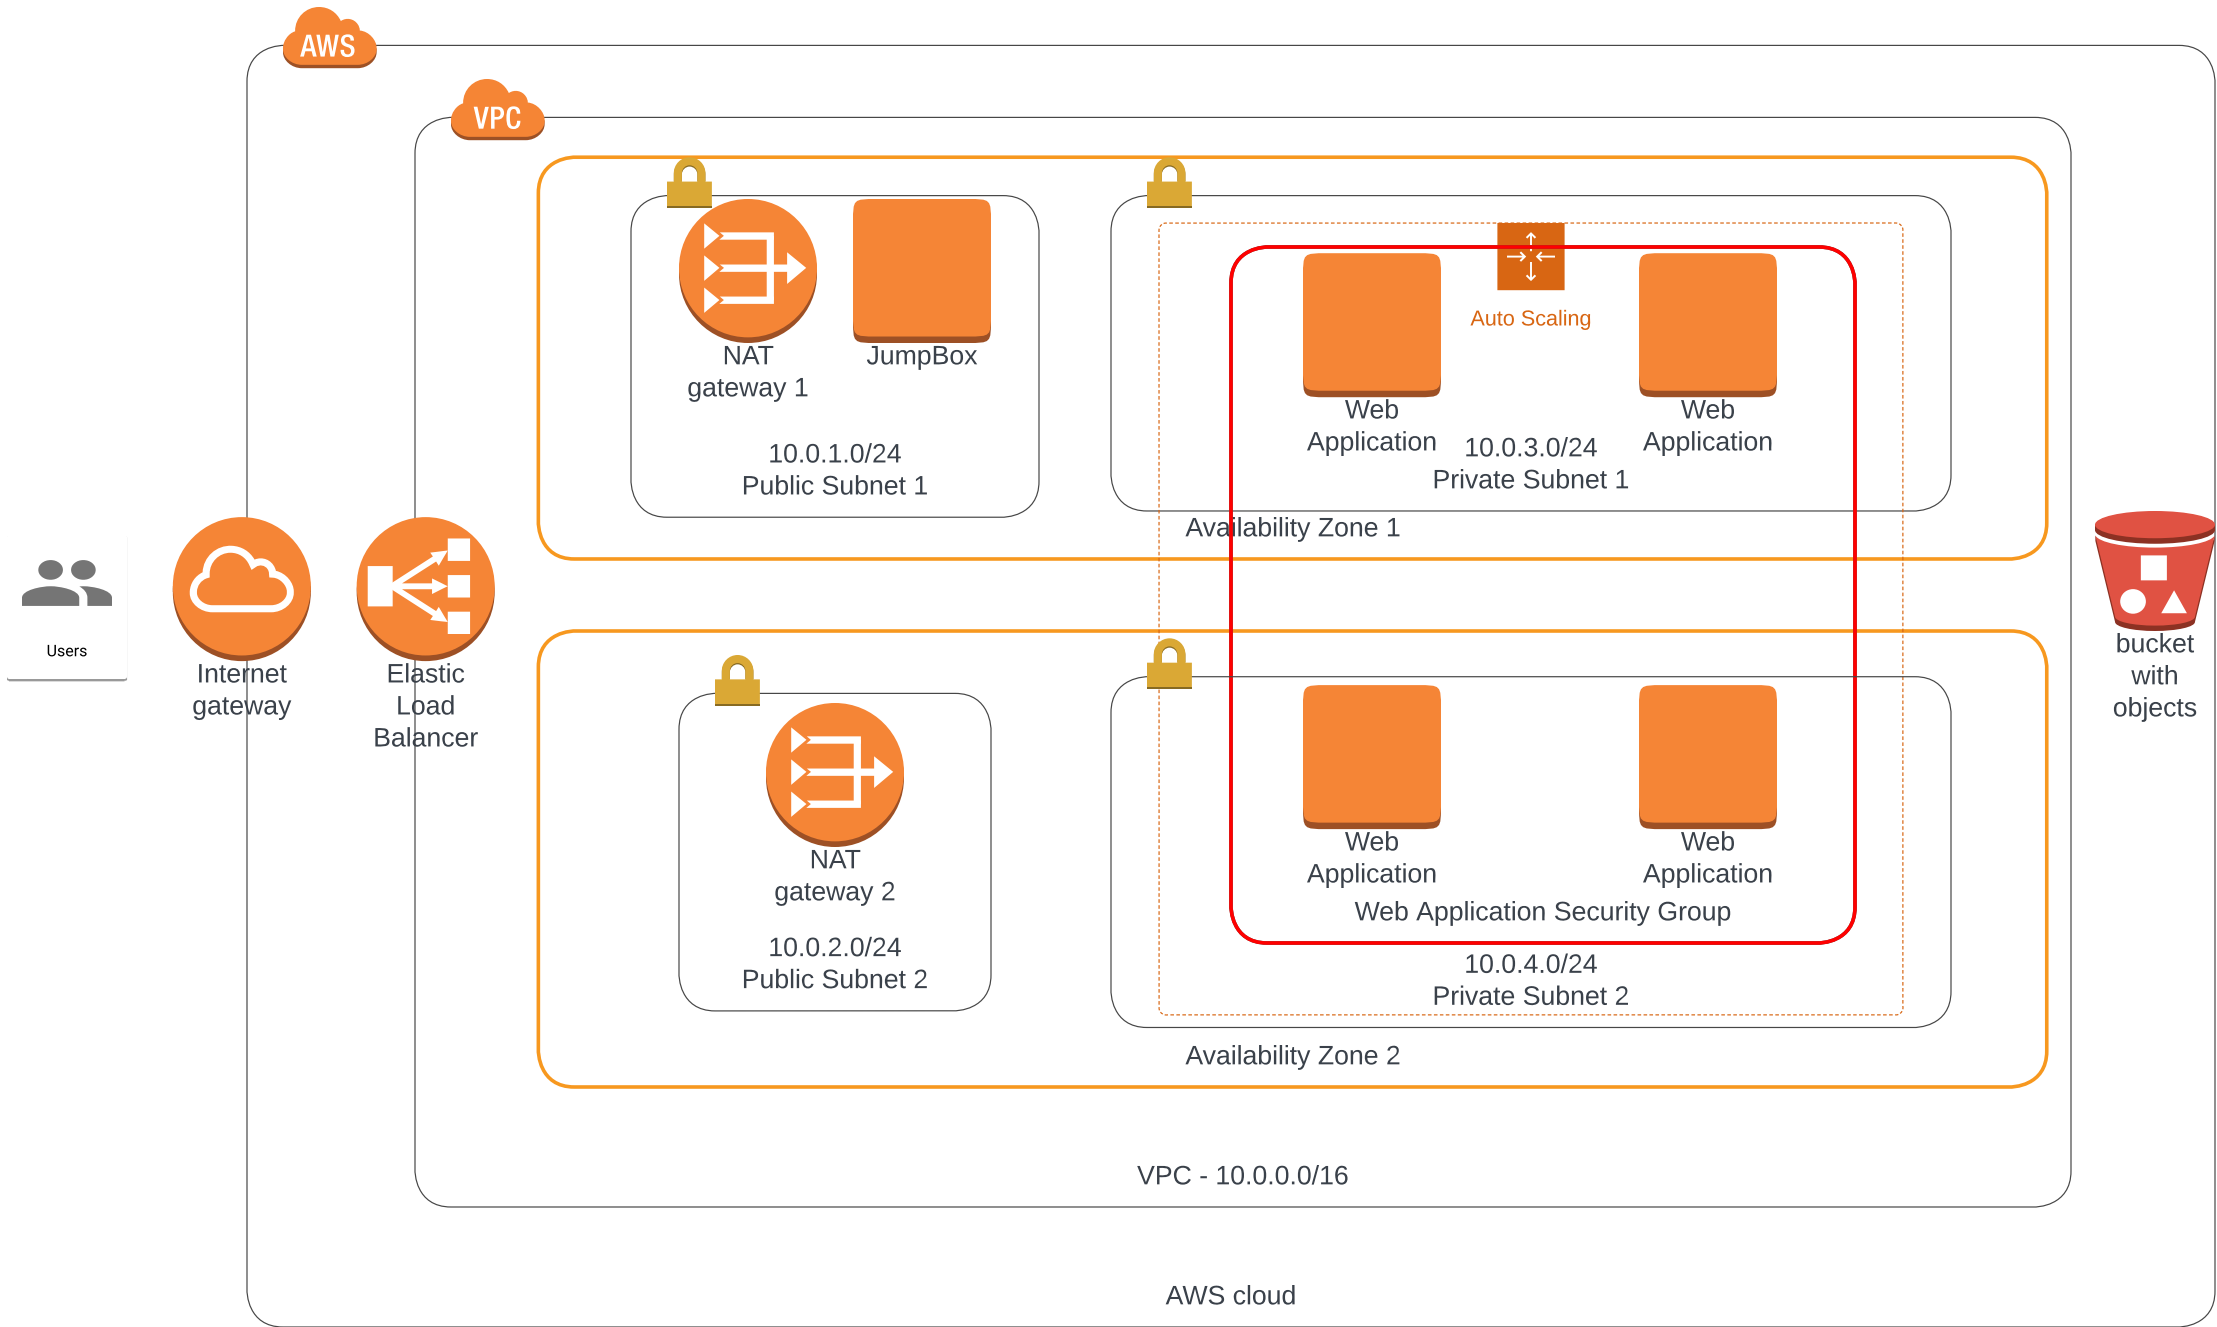 AWS
VPC
NAT
gateway 1
JumpBox
10.0.1.0/24
Public Subnet 1
Auto Scaling
Web
Application
Web
Application
10.0.3.0/24
Private Subnet 1
Availability Zone 1
Users
Internet
gateway
Elastic
Load
Balancer
bucket
with
objects
NAT
gateway 2
10.0.2.0/24
Public Subnet 2
Web
Application
Web
Application
Web Application Security Group
10.0.4.0/24
Private Subnet 2
Availability Zone 2
VPC - 10.0.0.0/16
AWS cloud